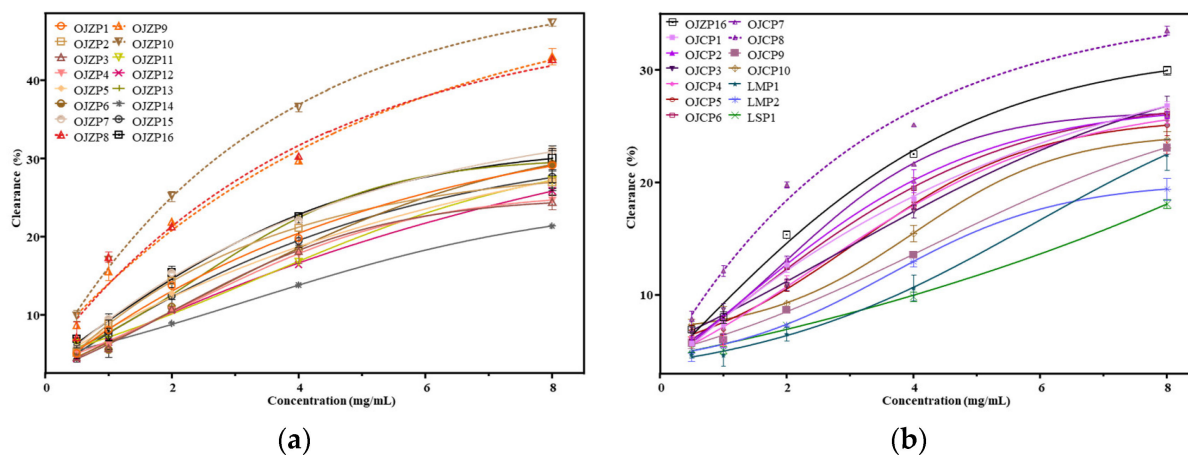 OJZP1 OJZP9
OJZP2 OJZP10
OJZP3 OJZP11
OJZP4 OJZP12
OJZP5 OJZP13
OJZP6 OJZP14
OJZP7 OJZP15
OJZP8 OJZP16
Clearance (%)
40
30
20
10
0 2 4 6 8
Concentration (mg/mL)
(a)
OJZP16 OJCP7
OJCP1 OJCP8
OJCP2 OJCP9
OJCP3 OJCP10
OJCP4 LMP1
OJCP5 LMP2
OJCP6 LSP1
Clearance (%)
30
20
10
0 2 4 6 8
Concentration (mg/mL)
(b)